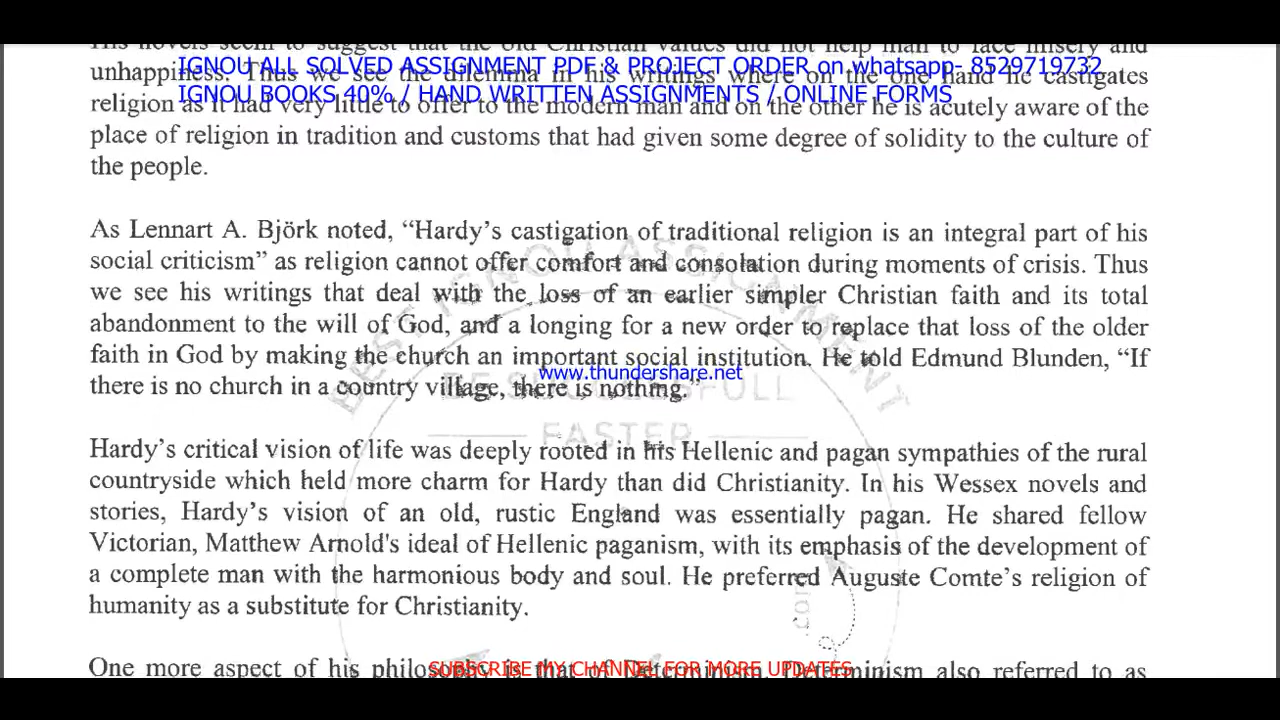 His novels seem to suggest that the old Christian values did not help man to face misery and
IGNOU ALL SOLVED ASSIGNMENT PDF & PROJECT ORDER on whatsapp- 8529719732
unhappiness. Thus we see the dilemma in his writings where on the one hand he castigates
IGNOU BOOKS 40% / HAND WRITTEN ASSIGNMENTS / ONLINE FORMS
religion as it had very little to offer to the modern man and on the other he is acutely aware of the
place of religion in tradition and customs that had given some degree of solidity to the culture of
the people.
As Lennart A. Björk noted, “Hardy’s castigation of traditional religion is an integral part of his
social criticism” as religion cannot offer comfort and consolation during moments of crisis. Thus
we see his writings that deal with the loss of an earlier simpler Christian faith and its total
abandonment to the will of God, and a longing for a new order to replace that loss of the older
faith in God by making the church an important social institution. He told Edmund Blunden, “If
www.thundershare.net
there is no church in a country village, there is nothing.”
BEST IGNOU ASSIGNMENT
BE SUCCESSFULL
FASTER
Hardy’s critical vision of life was deeply rooted in his Hellenic and pagan sympathies of the rural
countryside which held more charm for Hardy than did Christianity. In his Wessex novels and
stories, Hardy’s vision of an old, rustic England was essentially pagan. He shared fellow
Victorian, Matthew Arnold's ideal of Hellenic paganism, with its emphasis of the development of
a complete man with the harmonious body and soul. He preferred Auguste Comte’s religion of
humanity as a substitute for Christianity.
.com
One more aspect of his philosophy is that of Determinism. Determinism also referred to as
SUBSCRIBE MY CHANNEL FOR MORE UPDATES